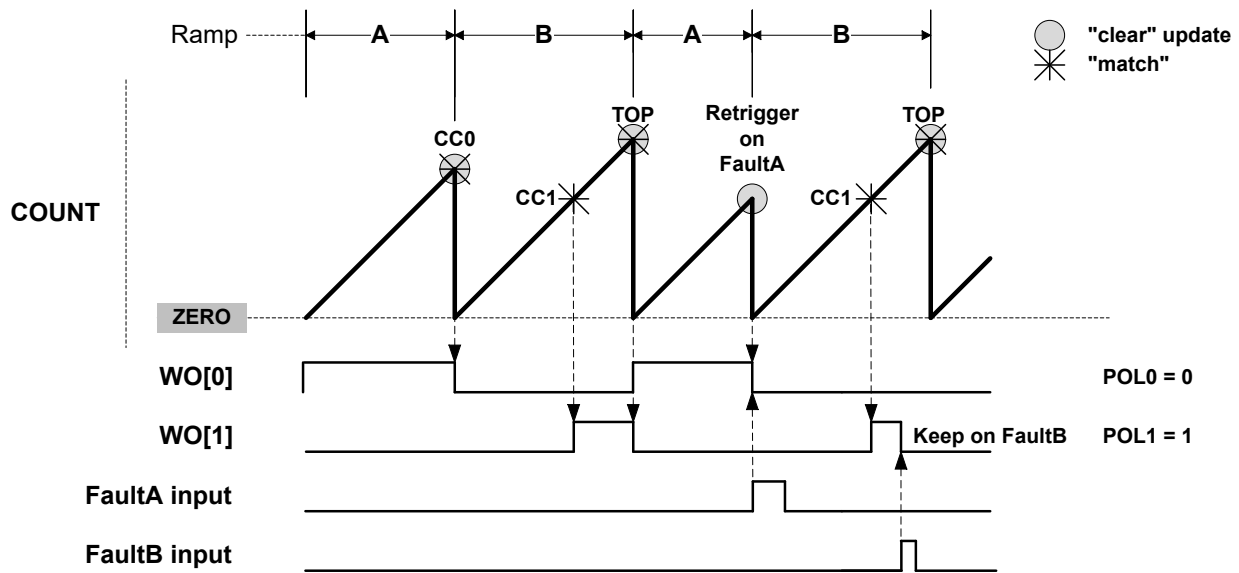 Ramp
A
B
A
B
"clear" update
"match"
COUNT
CC0
TOP
Retrigger
on
FaultA
TOP
CC1
CC1
ZERO
WO[0]
POL0 = 0
WO[1]
Keep on FaultB
POL1 = 1
FaultA input
FaultB input